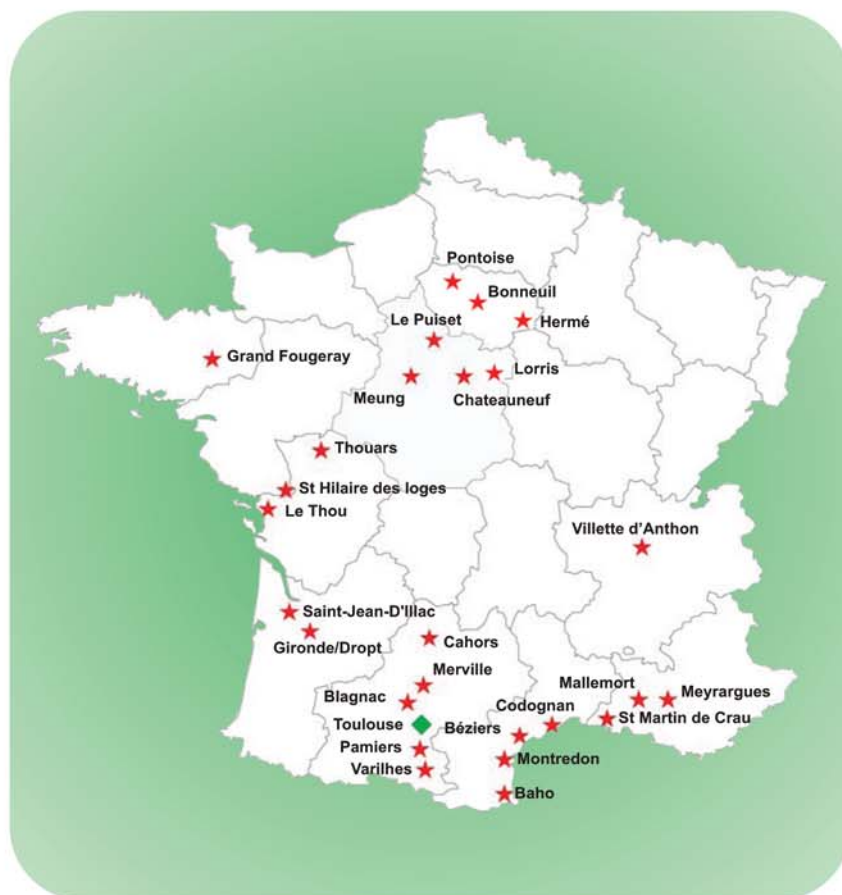 Pontoise
Bonneuil
Le Puiset
Hermé
Grand Fougeray
Lorris
Meung
Chateauneuf
Thouars
St Hilaire des loges
Le Thou
Villette d'Anthon
Saint-Jean-D'Illac
Gironde/Dropt
Cahors
Merville
Mallemort
Meyrargues
Blagnac
Codognan
Toulouse
Béziers
St Martin de Crau
Pamiers
Montredon
Varilhes
Baho